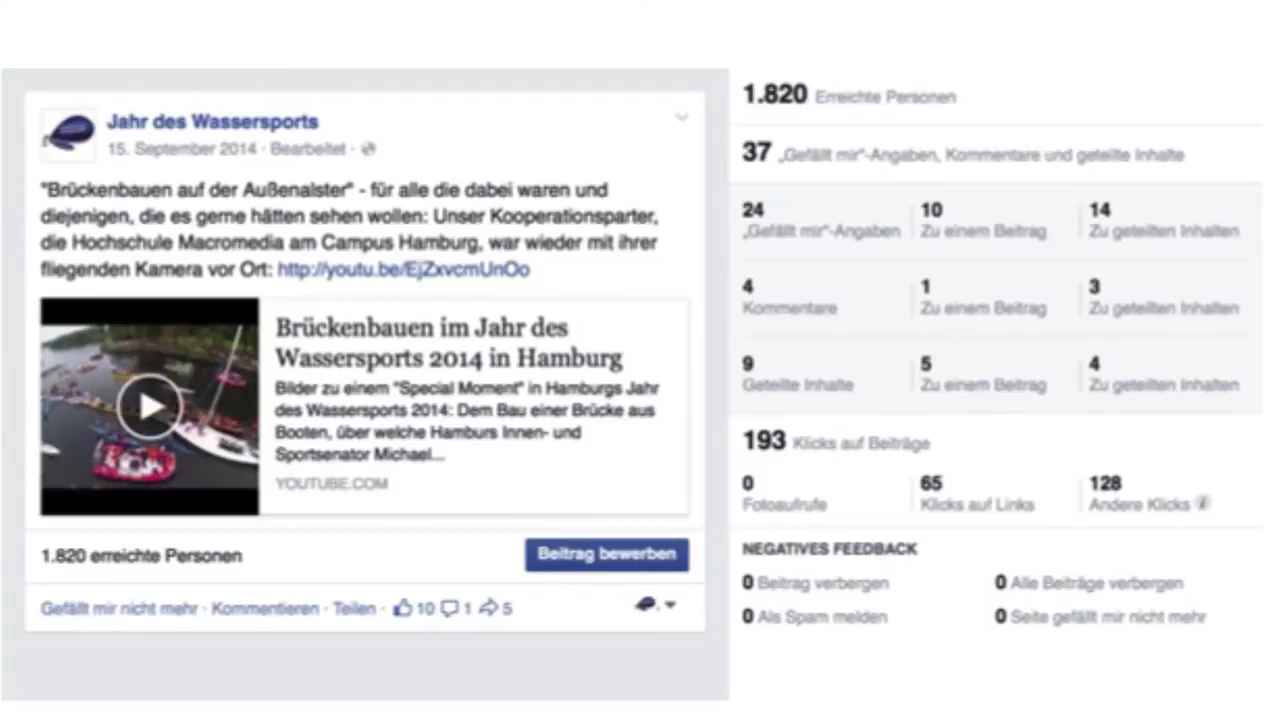 Jahr des Wassersports
15. September 2014 · Bearbeitet ·
"Brückenbauen auf der Außenalster" - für alle die dabei waren und
diejenigen, die es gerne hätten sehen wollen: Unser Kooperationsparter,
die Hochschule Macromedia am Campus Hamburg, war wieder mit ihrer
fliegenden Kamera vor Ort: http://youtu.be/EjZxvcmUnOo
Brückenbauen im Jahr des
Wassersports 2014 in Hamburg
Bilder zu einem "Special Moment" in Hamburgs Jahr
des Wassersports 2014: Dem Bau einer Brücke aus
Booten, über welche Hamburs Innen- und
Sportsenator Michael...
YOUTUBE.COM
1.820 erreichte Personen
Beitrag bewerben
Gefällt mir nicht mehr · Kommentieren · Teilen · 10 1 5
1.820 Erreichte Personen
37 „Gefällt mir"-Angaben, Kommentare und geteilte Inhalte
24 10 14
„Gefällt mir"-Angaben Zu einem Beitrag Zu geteilten Inhalten
4 1 3
Kommentare Zu einem Beitrag Zu geteilten Inhalten
9 5 4
Geteilte Inhalte Zu einem Beitrag Zu geteilten Inhalten
193 Klicks auf Beiträge
0 65 128
Fotoaufrufe Klicks auf Links Andere Klicks i
NEGATIVES FEEDBACK
0 Beitrag verbergen 0 Alle Beiträge verbergen
0 Als Spam melden 0 Seite gefällt mir nicht mehr